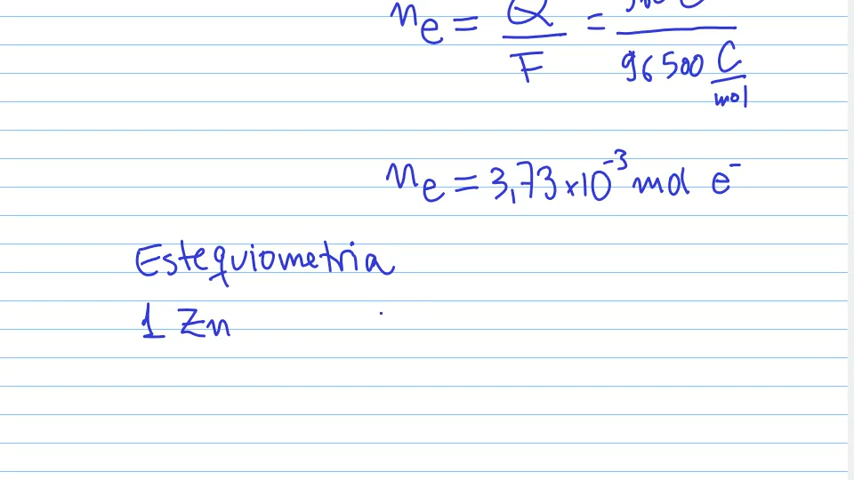 ne = Q / F = C / 96 500 C/mol
ne = 3,73 × 10⁻³ mol e⁻
Estequiometria
1 Zn